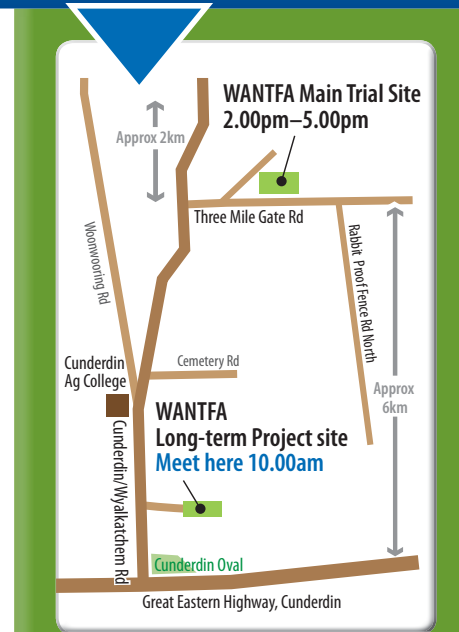 WANTFA Main Trial Site
2.00pm–5.00pm
Approx 2km
Three Mile Gate Rd
Woonwooring Rd
Rabbit Proof Fence Rd North
Cemetery Rd
Cunderdin
Ag College
Approx
6km
WANTFA
Long-term Project site
Meet here 10.00am
Cunderdin/Wyalkatchem Rd
Cunderdin Oval
Great Eastern Highway, Cunderdin